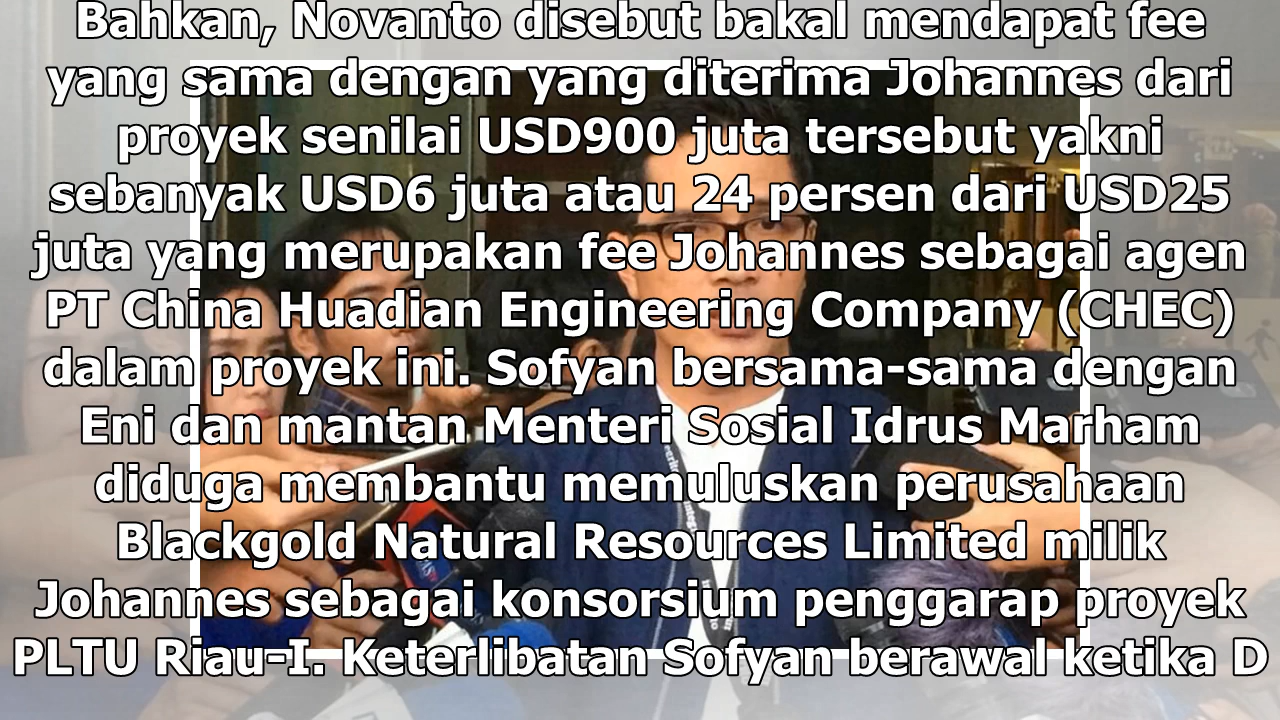 Bahkan, Novanto disebut bakal mendapat fee
yang sama dengan yang diterima Johannes dari
proyek senilai USD900 juta tersebut yakni
sebanyak USD6 juta atau 24 persen dari USD25
juta yang merupakan fee Johannes sebagai agen
PT China Huadian Engineering Company (CHEC)
dalam proyek ini. Sofyan bersama-sama dengan
Eni dan mantan Menteri Sosial Idrus Marham
diduga membantu memuluskan perusahaan
Blackgold Natural Resources Limited milik
Johannes sebagai konsorsium penggarap proyek
PLTU Riau-I. Keterlibatan Sofyan berawal ketika D